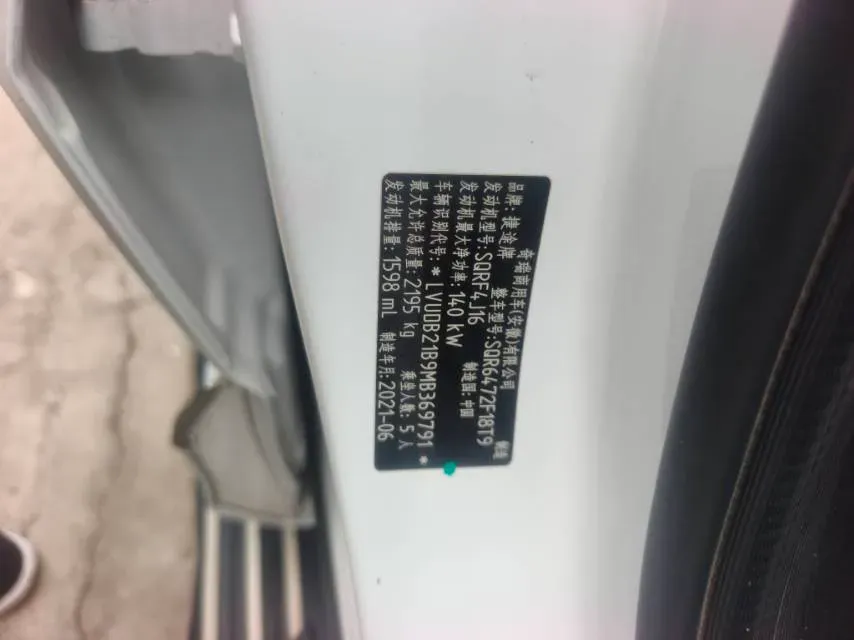 奇瑞商用车(安徽)有限公司 制造
品牌: 捷途牌 整车型号:SQR6472F18T9
发动机型号:SQRF4J16 制造国: 中国
发动机最大净功率:140 kW
车辆识别代号: * LVUDB21B9MB369791 *
最大允许总质量: 2195 kg 乘坐人数: 5 人
发动机排量: 1598 mL 制造年月: 2021-06